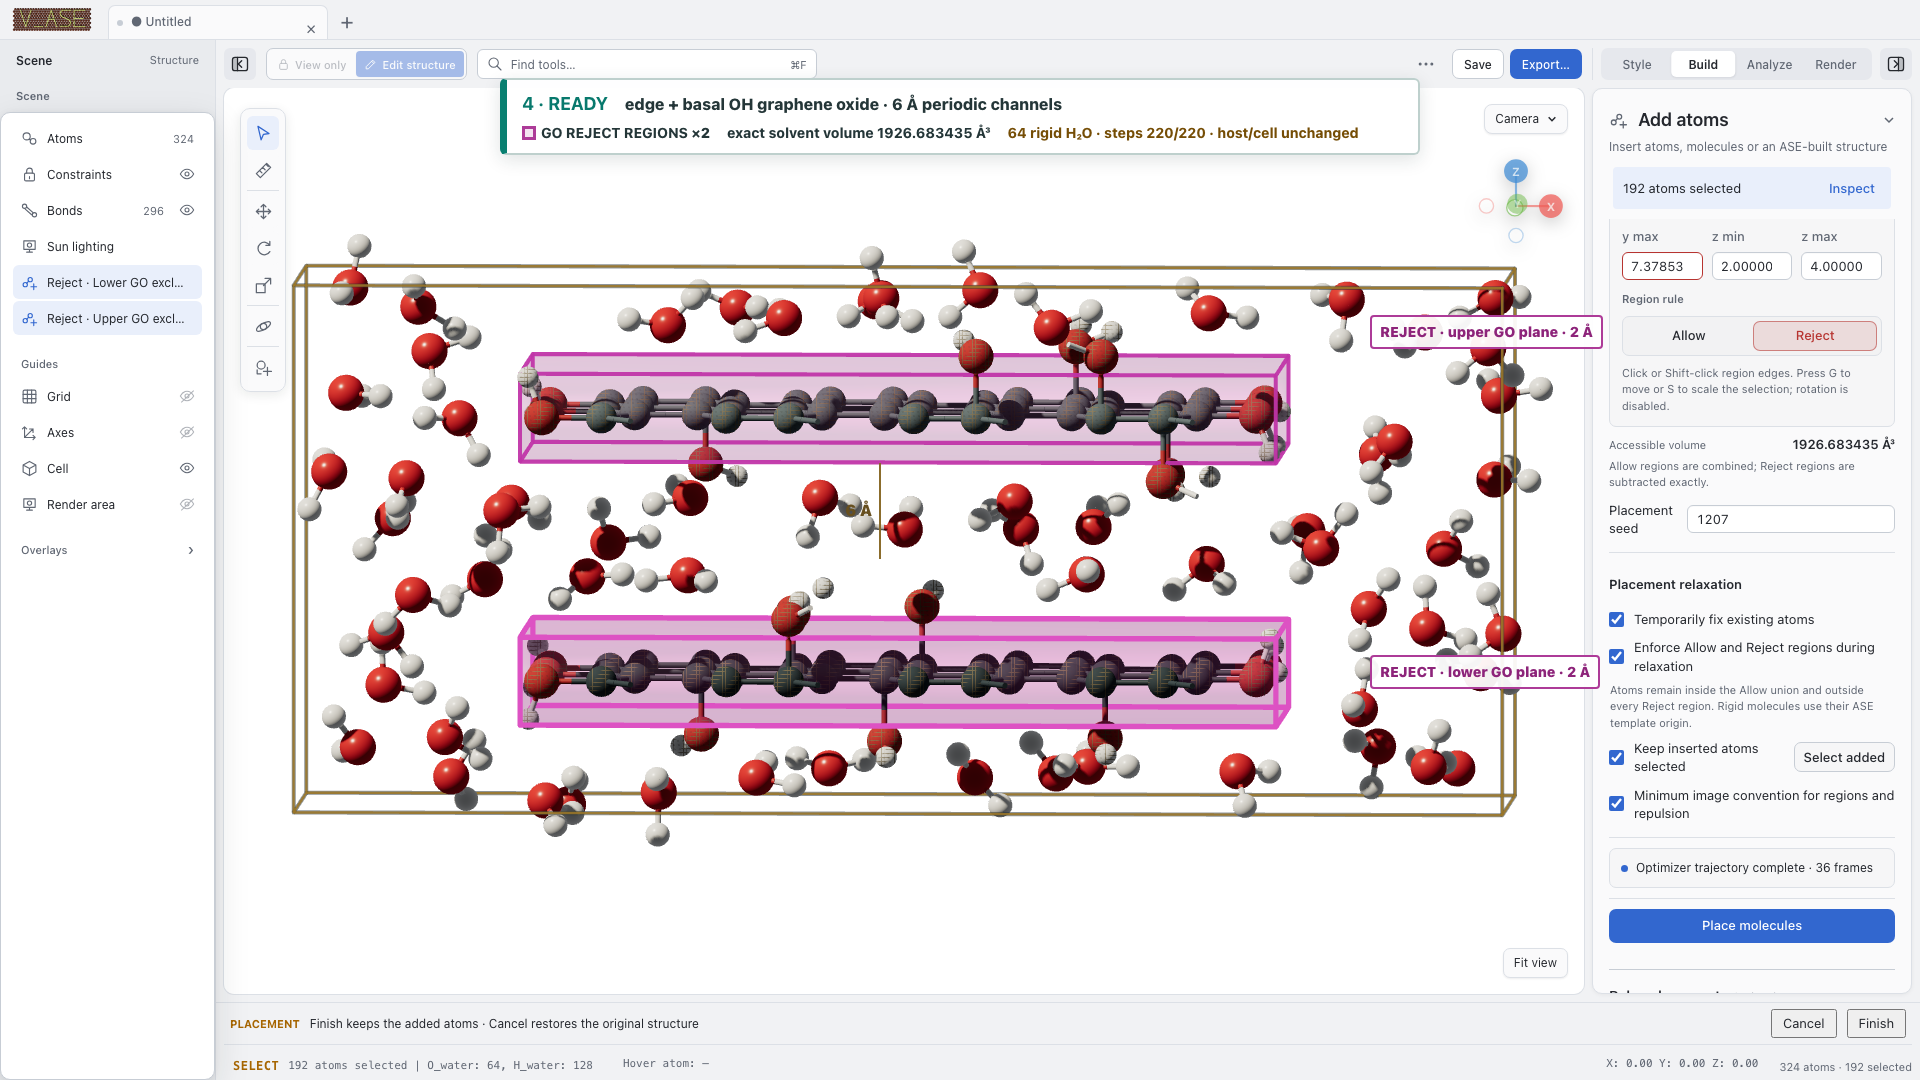 V_ASE
Untitled
Scene
Structure
View only
Edit structure
Find tools...
⌘F
Save
Export...
Style
Build
Analyze
Render
Scene
Atoms 324
Constraints
Bonds 296
Sun lighting
Reject · Lower GO excl...
Reject · Upper GO excl...
Guides
Grid
Axes
Cell
Render area
Overlays
4 · READY edge + basal OH graphene oxide · 6 Å periodic channels
GO REJECT REGIONS ×2 exact solvent volume 1926.683435 Å³ 64 rigid H₂O · steps 220/220 · host/cell unchanged
Camera
Z
Y
X
REJECT · upper GO plane · 2 Å
6 Å
REJECT · lower GO plane · 2 Å
Fit view
Add atoms
Insert atoms, molecules or an ASE-built structure
192 atoms selected
Inspect
y max z min z max
7.37853 2.00000 4.00000
Region rule
Allow Reject
Click or Shift-click region edges. Press G to
move or S to scale the selection; rotation is
disabled.
Accessible volume 1926.683435 Å³
Allow regions are combined; Reject regions are
subtracted exactly.
Placement
seed
1207
Placement relaxation
Temporarily fix existing atoms
Enforce Allow and Reject regions during
relaxation
Atoms remain inside the Allow union and outside
every Reject region. Rigid molecules use their ASE
template origin.
Keep inserted atoms
selected
Select added
Minimum image convention for regions and
repulsion
Optimizer trajectory complete · 36 frames
Place molecules
PLACEMENT Finish keeps the added atoms · Cancel restores the original structure
Cancel
Finish
SELECT 192 atoms selected | O_water: 64, H_water: 128
Hover atom: —
X: 0.00 Y: 0.00 Z: 0.00
324 atoms · 192 selected